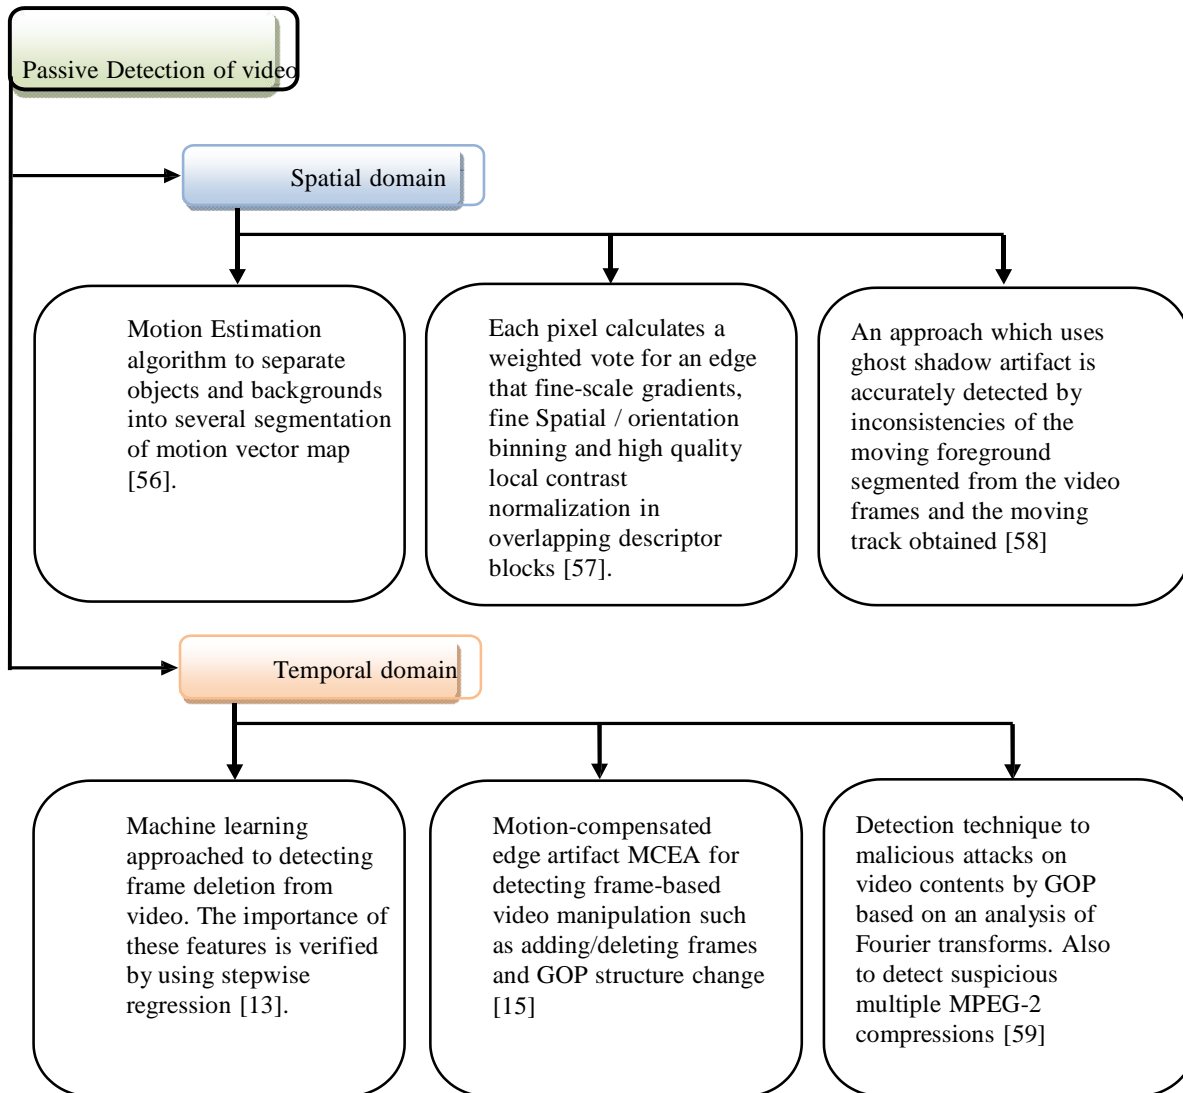 Passive Detection of video
Spatial domain
Motion Estimation
algorithm to separate
objects and backgrounds
into several segmentation
of motion vector map
[56].
Each pixel calculates a
weighted vote for an edge
that fine-scale gradients,
fine Spatial / orientation
binning and high quality
local contrast
normalization in
overlapping descriptor
blocks [57].
An approach which uses
ghost shadow artifact is
accurately detected by
inconsistencies of the
moving foreground
segmented from the video
frames and the moving
track obtained [58]
Temporal domain
Machine learning
approached to detecting
frame deletion from
video. The importance of
these features is verified
by using stepwise
regression [13].
Motion-compensated
edge artifact MCEA for
detecting frame-based
video manipulation such
as adding/deleting frames
and GOP structure change
[15]
Detection technique to
malicious attacks on
video contents by GOP
based on an analysis of
Fourier transforms. Also
to detect suspicious
multiple MPEG-2
compressions [59]